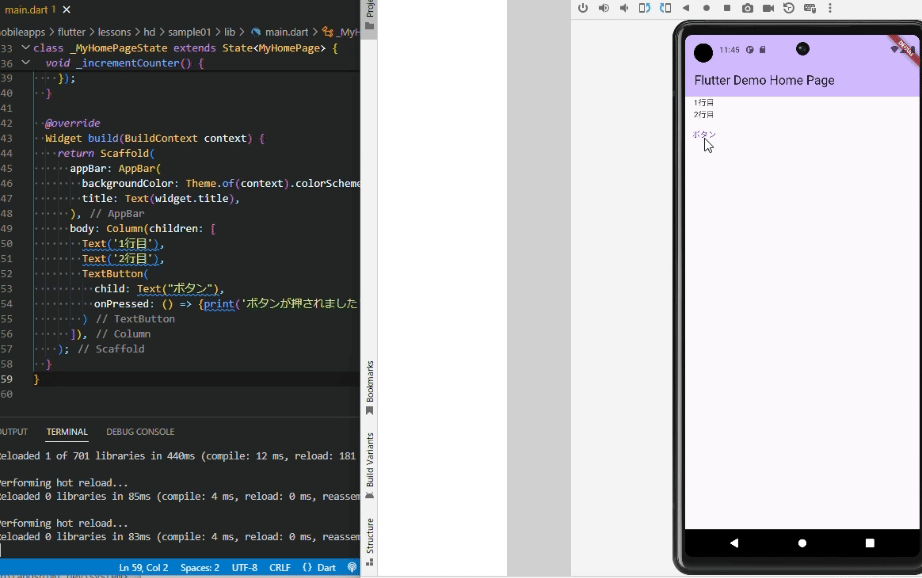 main.dart 1
mobileapps > flutter > lessons > hd > sample01 > lib > main.dart > _MyH
33 class _MyHomePageState extends State<MyHomePage> {
36 void _incrementCounter() {
39 });
40 }
41
42 @override
43 Widget build(BuildContext context) {
44 return Scaffold(
45 appBar: AppBar(
46 backgroundColor: Theme.of(context).colorScheme
47 title: Text(widget.title),
48 ), // AppBar
49 body: Column(children: [
50 Text('1行目'),
51 Text('2行目'),
52 TextButton(
53 child: Text("ボタン"),
54 onPressed: () => {print('ボタンが押されました
55 ) // TextButton
56 ]), // Column
57 ); // Scaffold
58 }
59 }
60
OUTPUT TERMINAL DEBUG CONSOLE
Reloaded 1 of 701 libraries in 440ms (compile: 12 ms, reload: 181
Performing hot reload...
Reloaded 0 libraries in 85ms (compile: 4 ms, reload: 0 ms, reassem
Performing hot reload...
Reloaded 0 libraries in 83ms (compile: 4 ms, reload: 0 ms, reassem
Ln 59, Col 2 Spaces: 2 UTF-8 CRLF {} Dart
Proje
Bookmarks
Build Variants
Structure
11:45
Flutter Demo Home Page
1行目
2行目
ボタン